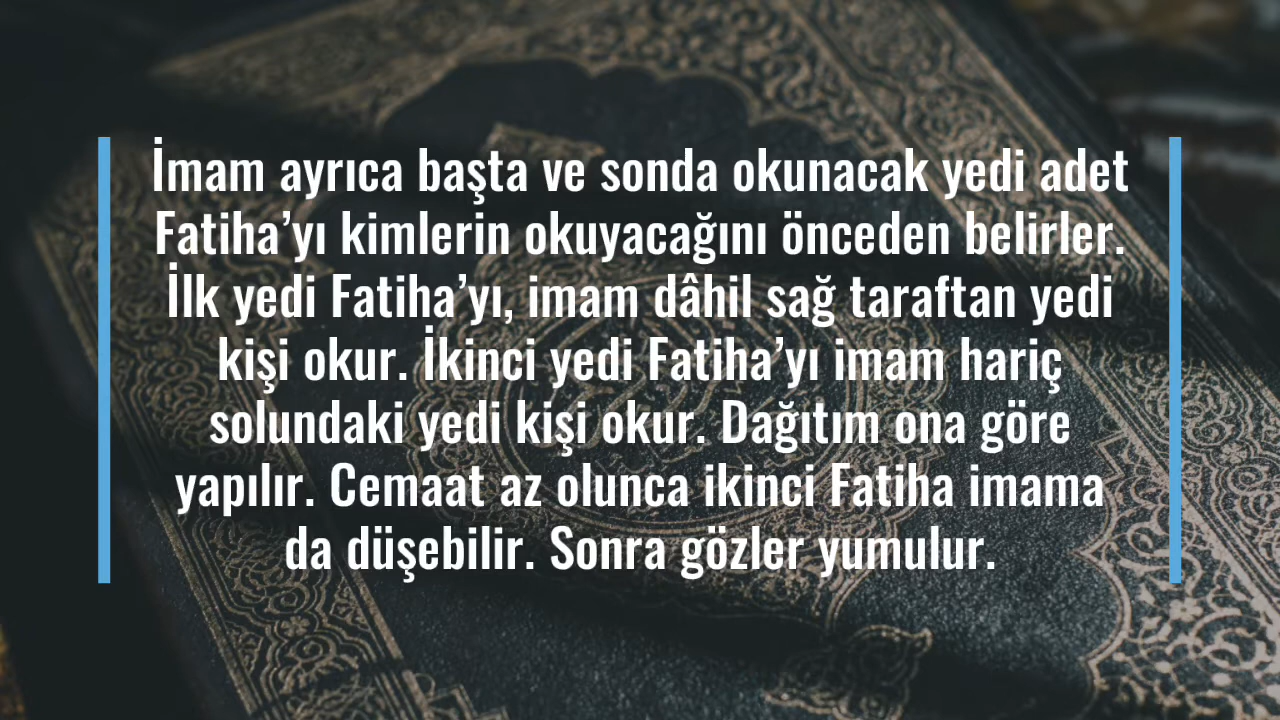 İmam ayrıca başta ve sonda okunacak yedi adet
Fatiha’yı kimlerin okuyacağını önceden belirler.
İlk yedi Fatiha’yı, imam dâhil sağ taraftan yedi
kişi okur. İkinci yedi Fatiha’yı imam hariç
solundaki yedi kişi okur. Dağıtım ona göre
yapılır. Cemaat az olunca ikinci Fatiha imama
da düşebilir. Sonra gözler yumulur.